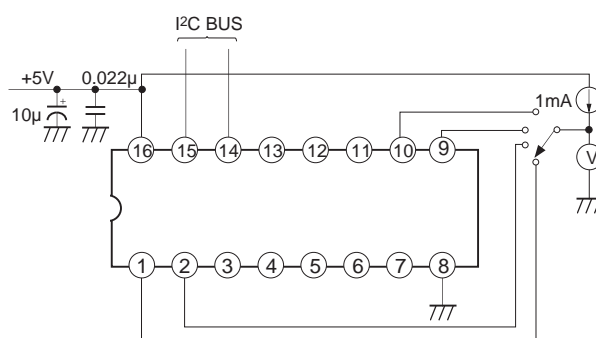 I²C BUS
+5V 0.022μ
+
10μ
1mA
16 15 14 13 12 11 10 9
V
1 2 3 4 5 6 7 8